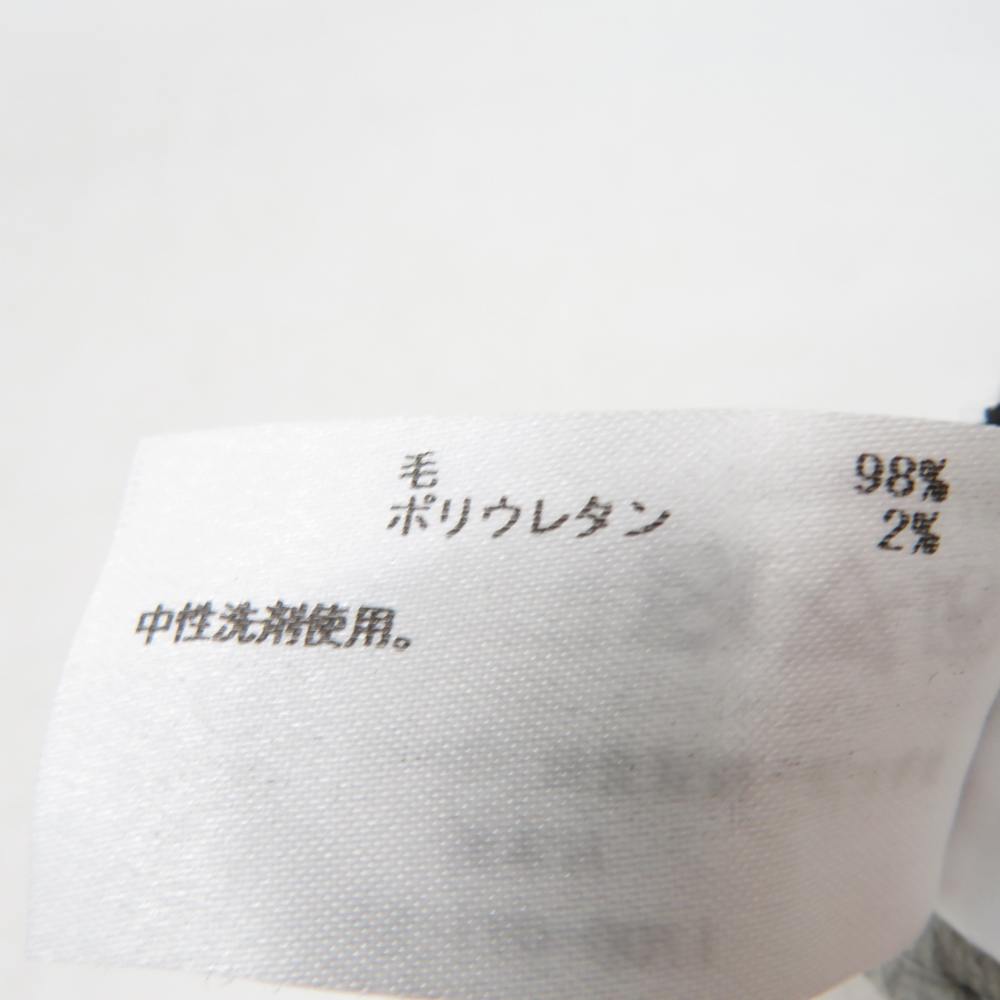 毛 98%
ポリウレタン 2%
中性洗剤使用。